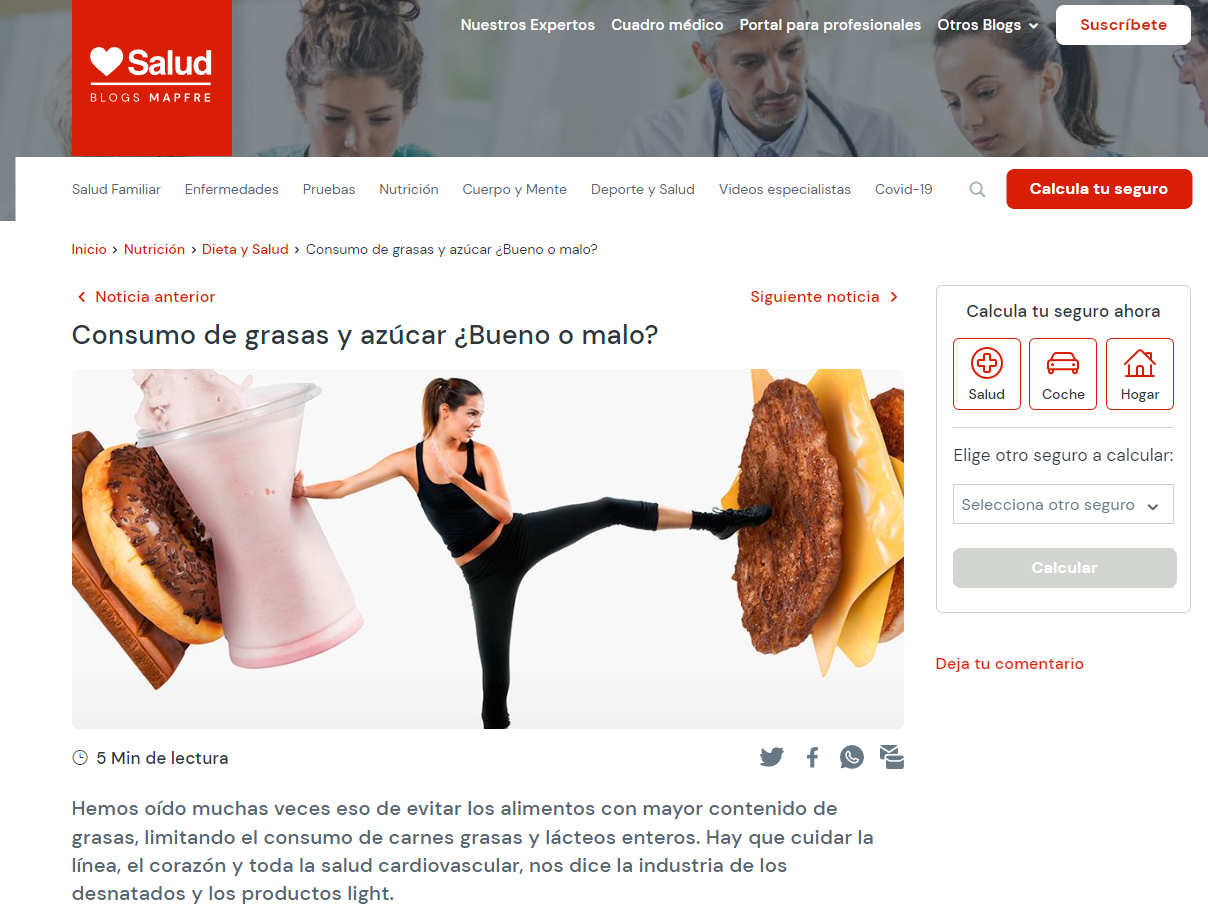 Nuestros Expertos Cuadro médico Portal para profesionales Otros Blogs Suscríbete
Salud
BLOGS MAPFRE
Salud Familiar Enfermedades Pruebas Nutrición Cuerpo y Mente Deporte y Salud Videos especialistas Covid-19 Calcula tu seguro
Inicio > Nutrición > Dieta y Salud > Consumo de grasas y azúcar ¿Bueno o malo?
Noticia anterior Siguiente noticia
Consumo de grasas y azúcar ¿Bueno o malo?
5 Min de lectura
Hemos oído muchas veces eso de evitar los alimentos con mayor contenido de
grasas, limitando el consumo de carnes grasas y lácteos enteros. Hay que cuidar la
línea, el corazón y toda la salud cardiovascular, nos dice la industria de los
desnatados y los productos light.
Calcula tu seguro ahora
Salud Coche Hogar
Elige otro seguro a calcular:
Selecciona otro seguro
Calcular
Deja tu comentario